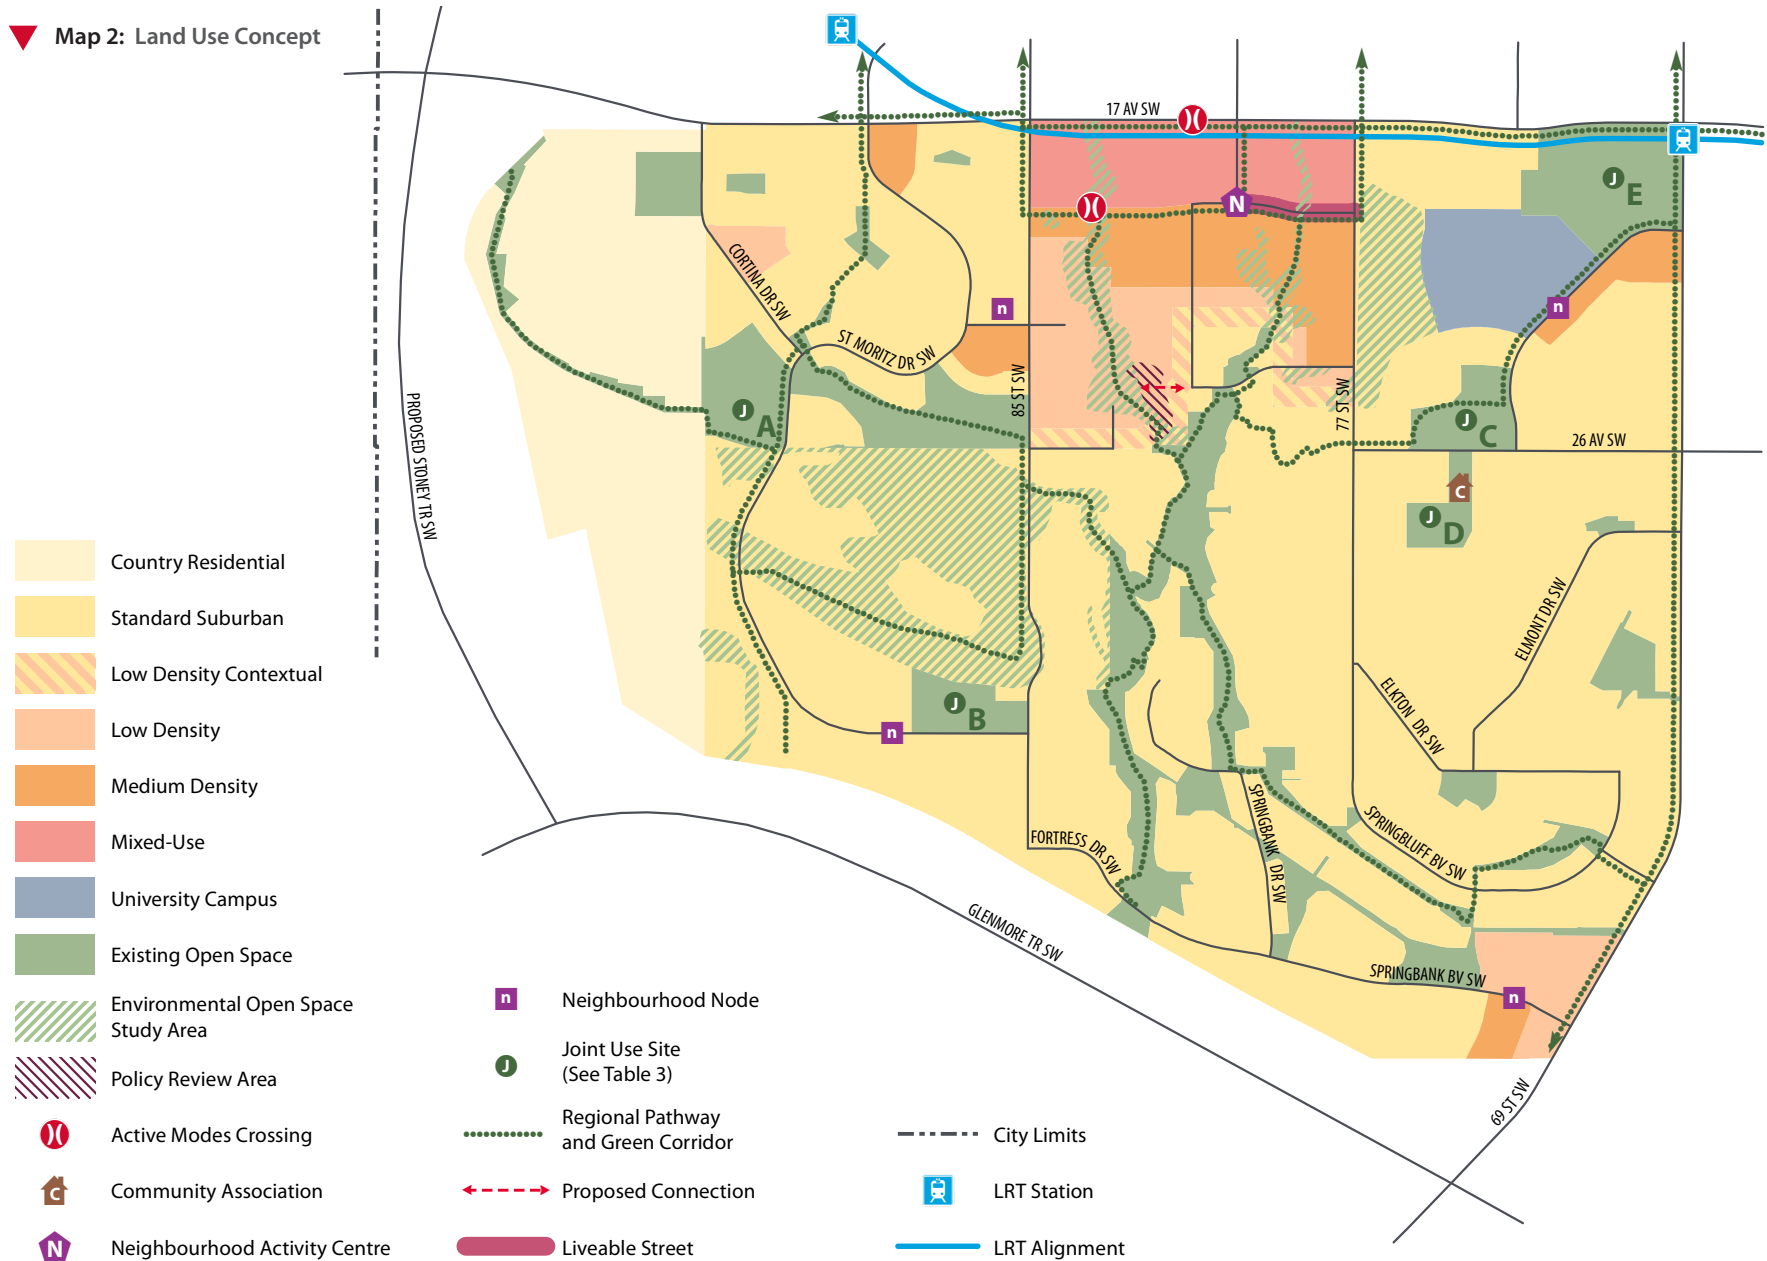 Map 2: Land Use Concept
17 AV SW
J
E
N
CORTINA DR SW
n
n
ST MORITZ DR SW
85 ST SW
77 ST SW
PROPOSED STONEY TR SW
J
A
J
C
26 AV SW
C
J
D
ELMONT DR SW
ELKTON DR SW
J
B
n
SPRINGBANK DR SW
SPRINGBLUFF BV SW
FORTRESS DR SW
GLENMORE TR SW
SPRINGBANK BV SW
n
69 ST SW
Country Residential
Standard Suburban
Low Density Contextual
Low Density
Medium Density
Mixed-Use
University Campus
Existing Open Space
Environmental Open Space
Study Area
Policy Review Area
Active Modes Crossing
C
Community Association
N
Neighbourhood Activity Centre
n
Neighbourhood Node
J
Joint Use Site
(See Table 3)
Regional Pathway
and Green Corridor
Proposed Connection
Liveable Street
City Limits
LRT Station
LRT Alignment